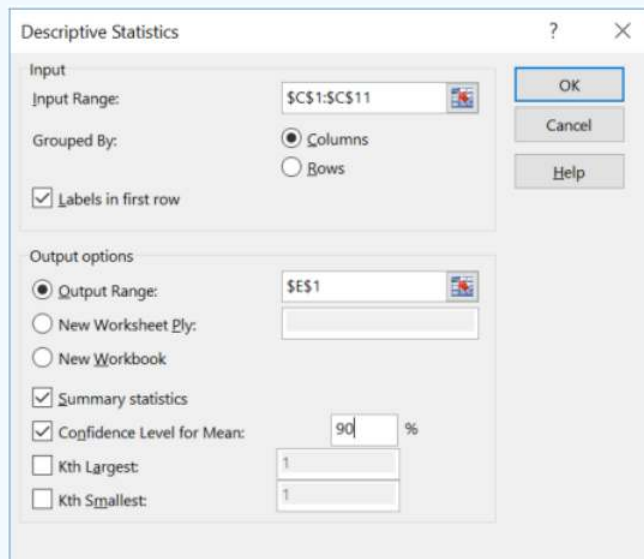 Descriptive Statistics ? ×
Input
Input Range: $C$1:$C$11
Grouped By: Columns
Rows
Labels in first row
OK
Cancel
Help
Output options
Output Range: $E$1
New Worksheet Ply:
New Workbook
Summary statistics
Confidence Level for Mean: 90 %
Kth Largest: 1
Kth Smallest: 1